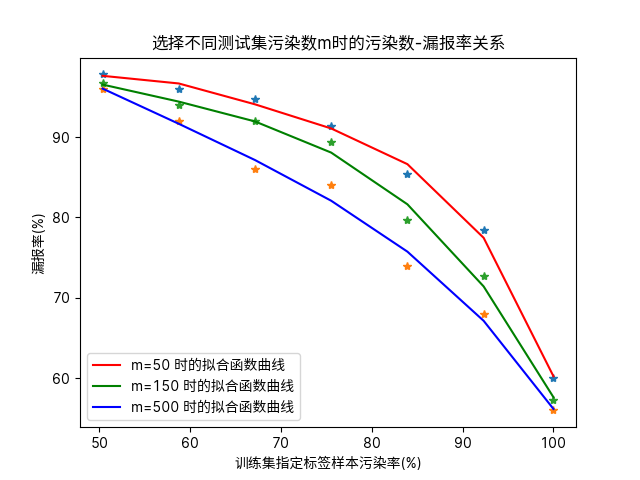 选择不同测试集污染数m时的污染数-漏报率关系
漏报率(%)
90
80
70
60
m=50 时的拟合函数曲线
m=150 时的拟合函数曲线
m=500 时的拟合函数曲线
50 60 70 80 90 100
训练集指定标签样本污染率(%)